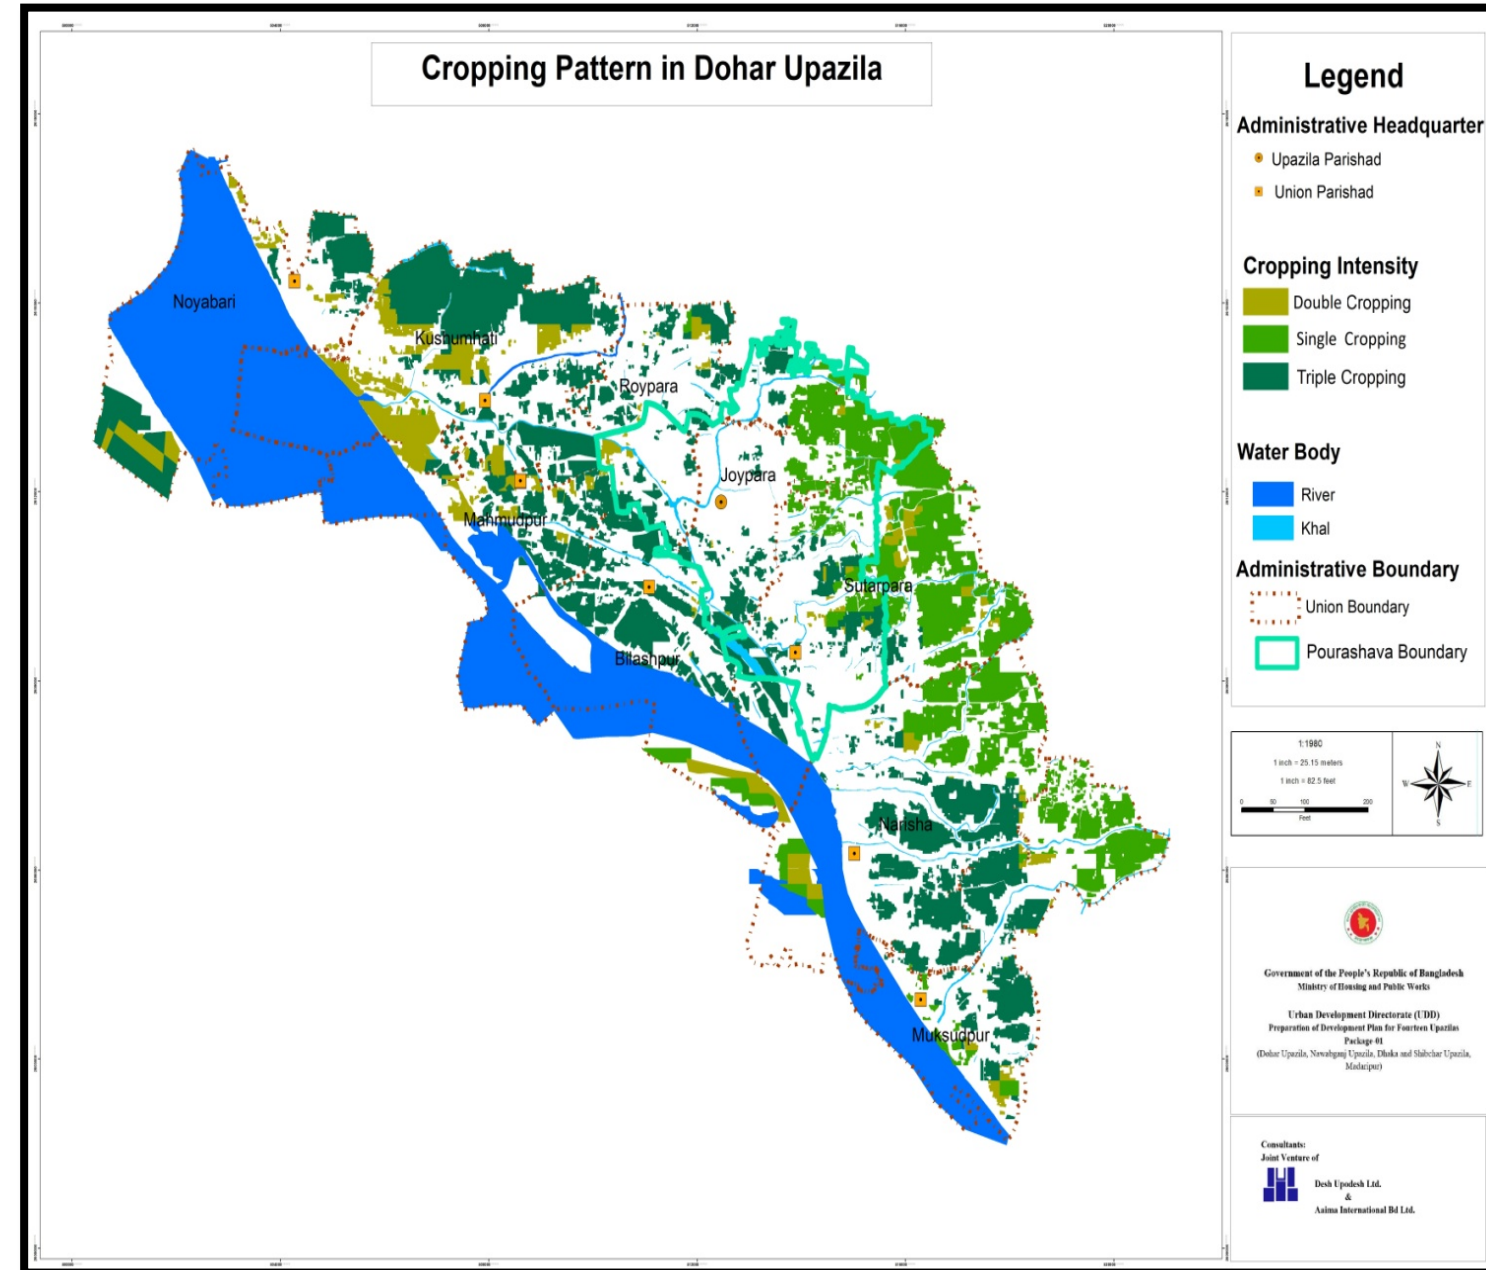 Cropping Pattern in Dohar Upazila
Noyabari
Kushumhati
Roypara
Joypara
Mahmudpur
Sutarpara
Bilashpur
Narisha
Muksudpur
Legend
Administrative Headquarter
Upazila Parishad
Union Parishad
Cropping Intensity
Double Cropping
Single Cropping
Triple Cropping
Water Body
River
Khal
Administrative Boundary
Union Boundary
Pourashava Boundary
1:1980
1 inch = 25.15 meters
1 inch = 82.5 feet
0 50 100 200
Feet
N
W E
S
Government of the People's Republic of Bangladesh
Ministry of Housing and Public Works
Urban Development Directorate (UDD)
Preparation of Development Plan for Fourteen Upazilas
Package-01
(Dohar Upazila, Nawabganj Upazila, Dhaka and Shibchar Upazila,
Madaripur)
Consultants:
Joint Venture of
Desh Upodesh Ltd.
&
Aaima International Bd Ltd.